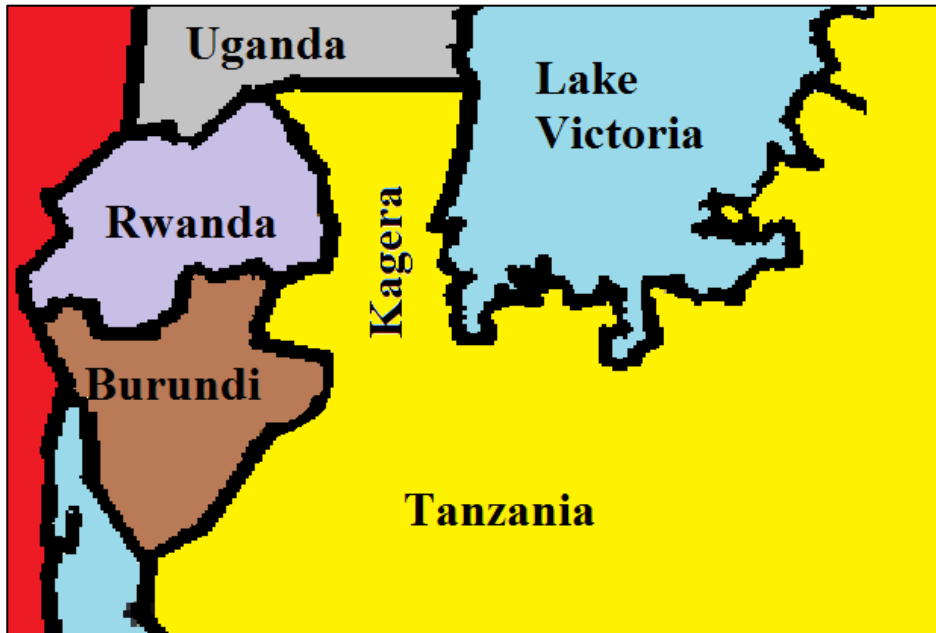 Uganda
Lake
Victoria
Rwanda
Kagera
Burundi
Tanzania